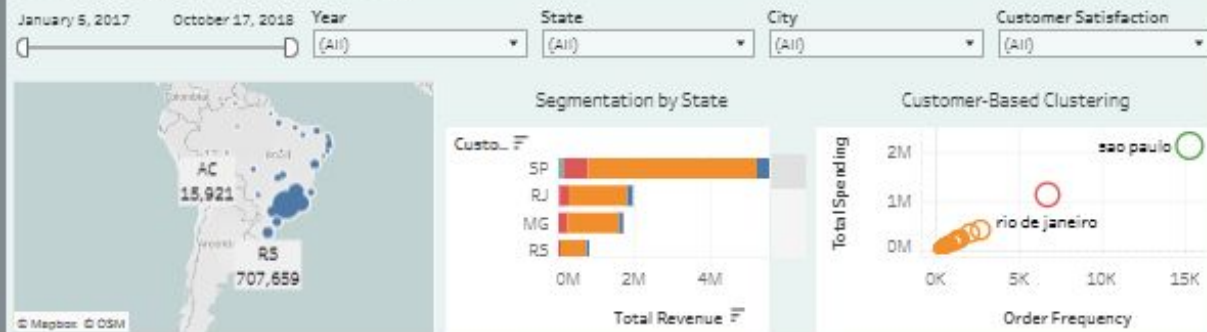 January 5, 2017 October 17, 2018
Year State City Customer Satisfaction
(All) (All) (All) (All)
AC
15,921
RS
707,659
© Mapbox © OSM
Segmentation by State
Custo..
SP
RJ
MG
RS
0M 2M 4M
Total Revenue
Customer-Based Clustering
Total Spending
2M
1M
0M
sao paulo
rio de janeiro
0K 5K 10K 15K
Order Frequency